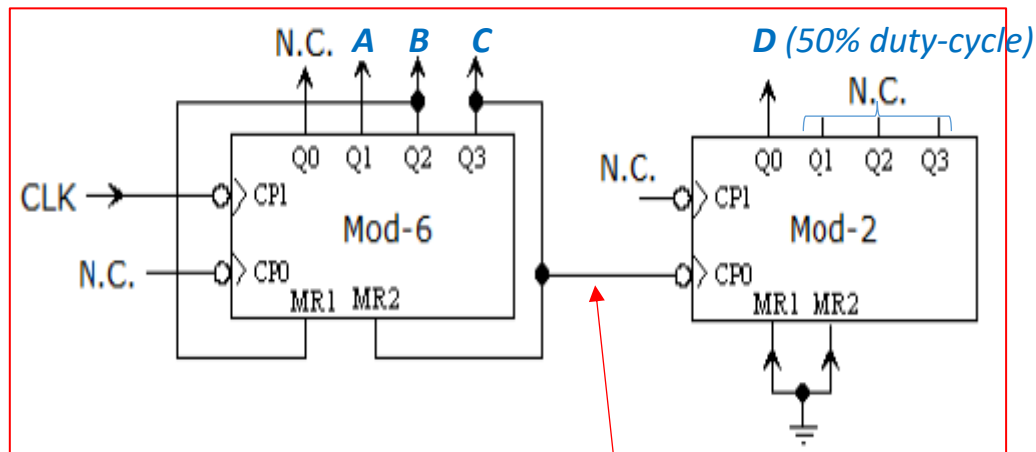 N.C. A B C D (50% duty-cycle)
N.C.
Q0 Q1 Q2 Q3 Q0 Q1 Q2 Q3
N.C.
CLK CP1 CP1
Mod-6 Mod-2
N.C. CP0 CP0
MR1 MR2 MR1 MR2